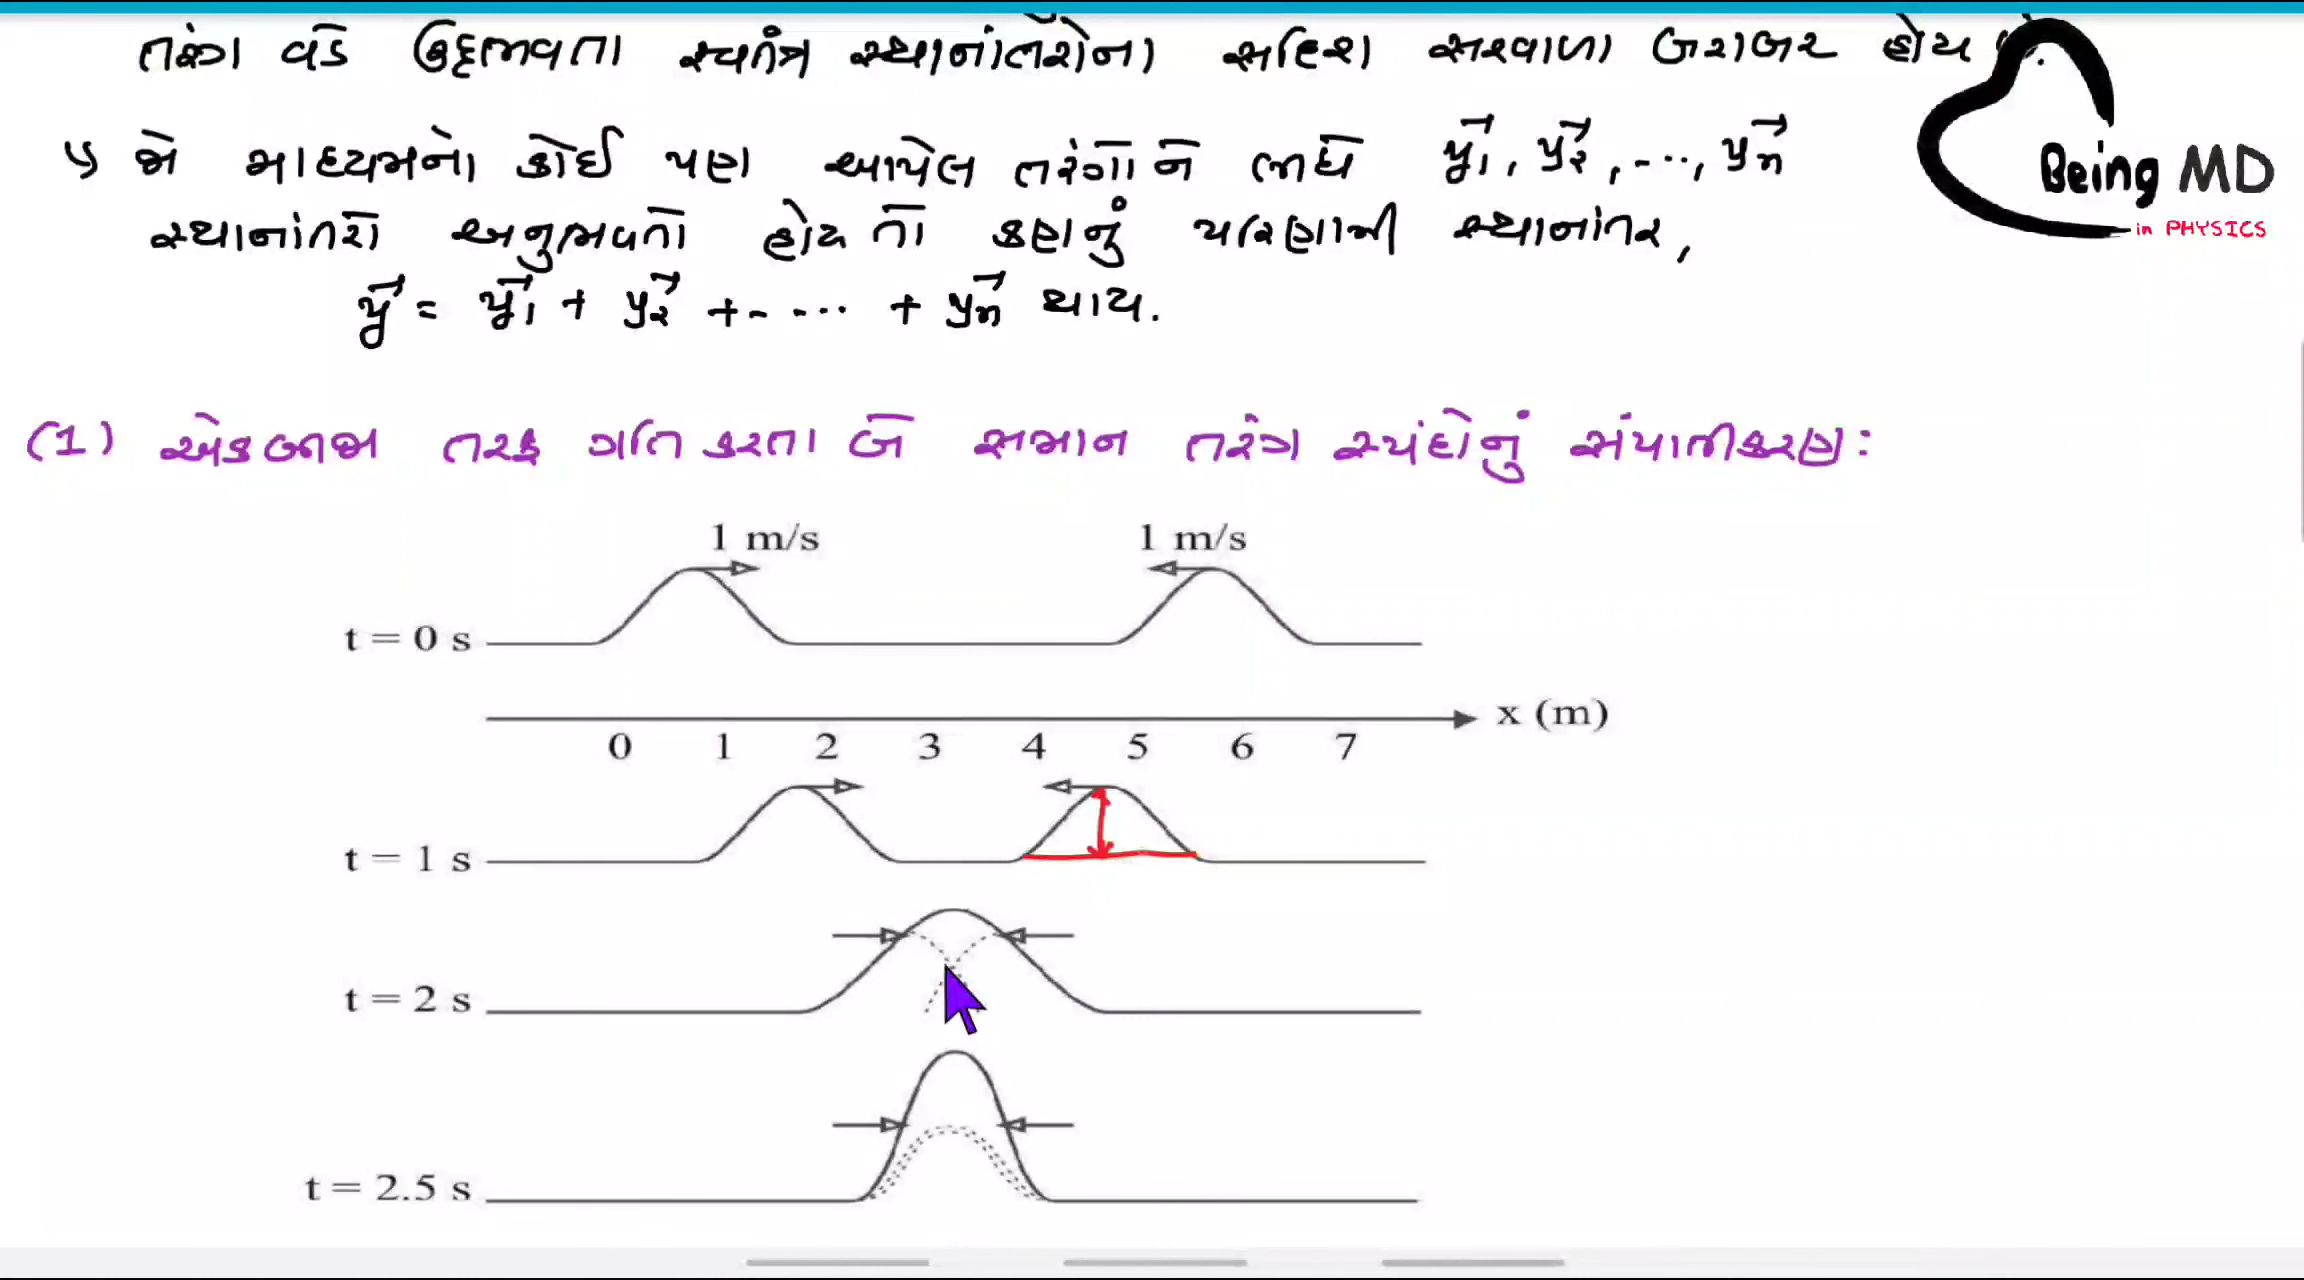 તરંગો વડે ઉદ્દભવતા સ્વતંત્ર સ્થાનાંતરોના સદિશ સરવાળા બરાબર હોય છે.
જો માધ્યમનો કોઈ પણ આપેલ તરંગોને લીધે y⃗1, y⃗2, ..., y⃗n
સ્થાનાંતરો અનુભવતો હોય તો કણનું પરિણામી સ્થાનાંતર,
y⃗ = y⃗1 + y⃗2 + ..... + y⃗n થાય.
Being MD
in PHYSICS
(1) એકબીજા તરફ ગતિ કરતા બે સમાન તરંગ સ્પંદોનું સંપાતીકરણ:
1 m/s 1 m/s
t = 0 s
x (m)
0 1 2 3 4 5 6 7
t = 1 s
t = 2 s
t = 2.5 s